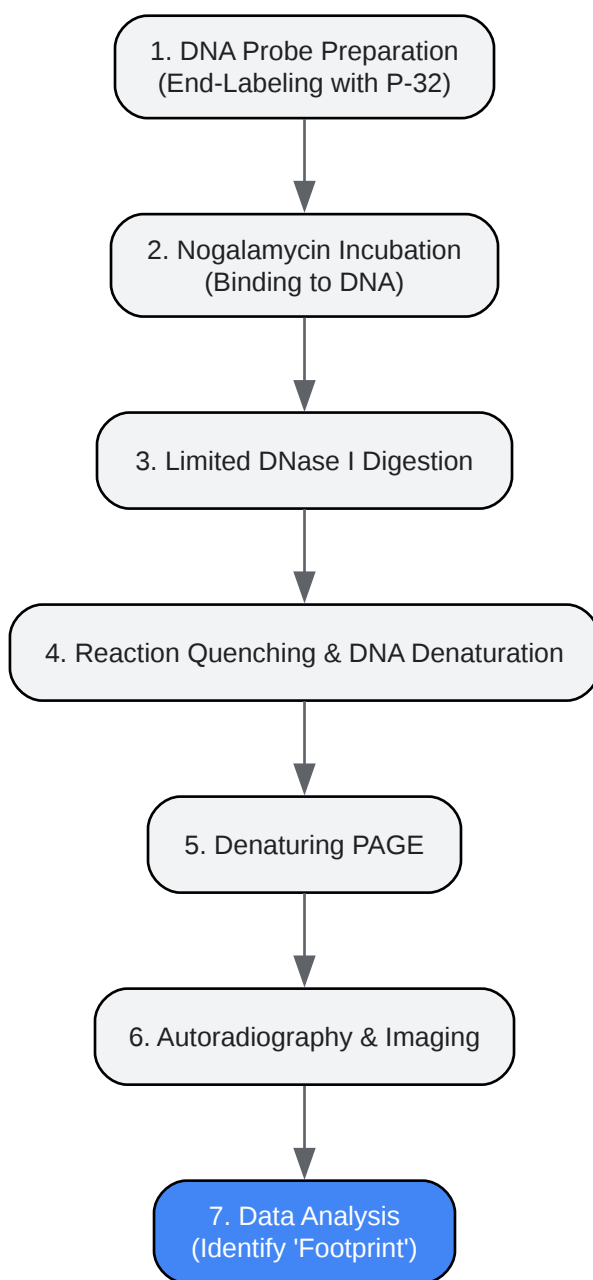 1. DNA Probe Preparation
(End-Labeling with P-32)
2. Nogalamycin Incubation
(Binding to DNA)
3. Limited DNase I Digestion
4. Reaction Quenching & DNA Denaturation
5. Denaturing PAGE
6. Autoradiography & Imaging
7. Data Analysis
(Identify 'Footprint')